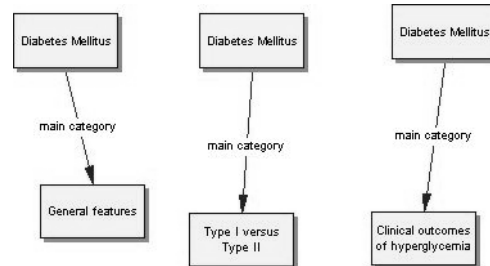 Diabetes Mellitus
Diabetes Mellitus
Diabetes Mellitus
main category
main category
main category
General features
Type I versus
Type II
Clinical outcomes
of hyperglycemia